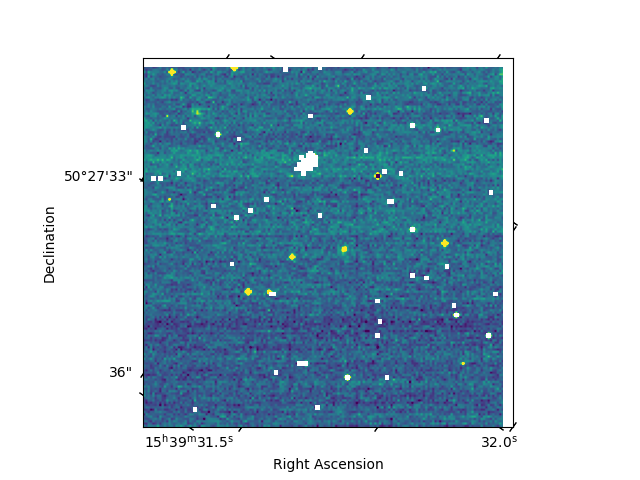 50°27'33"
Declination
36"
15ʰ39ᵐ31.5ˢ
32.0ˢ
Right Ascension